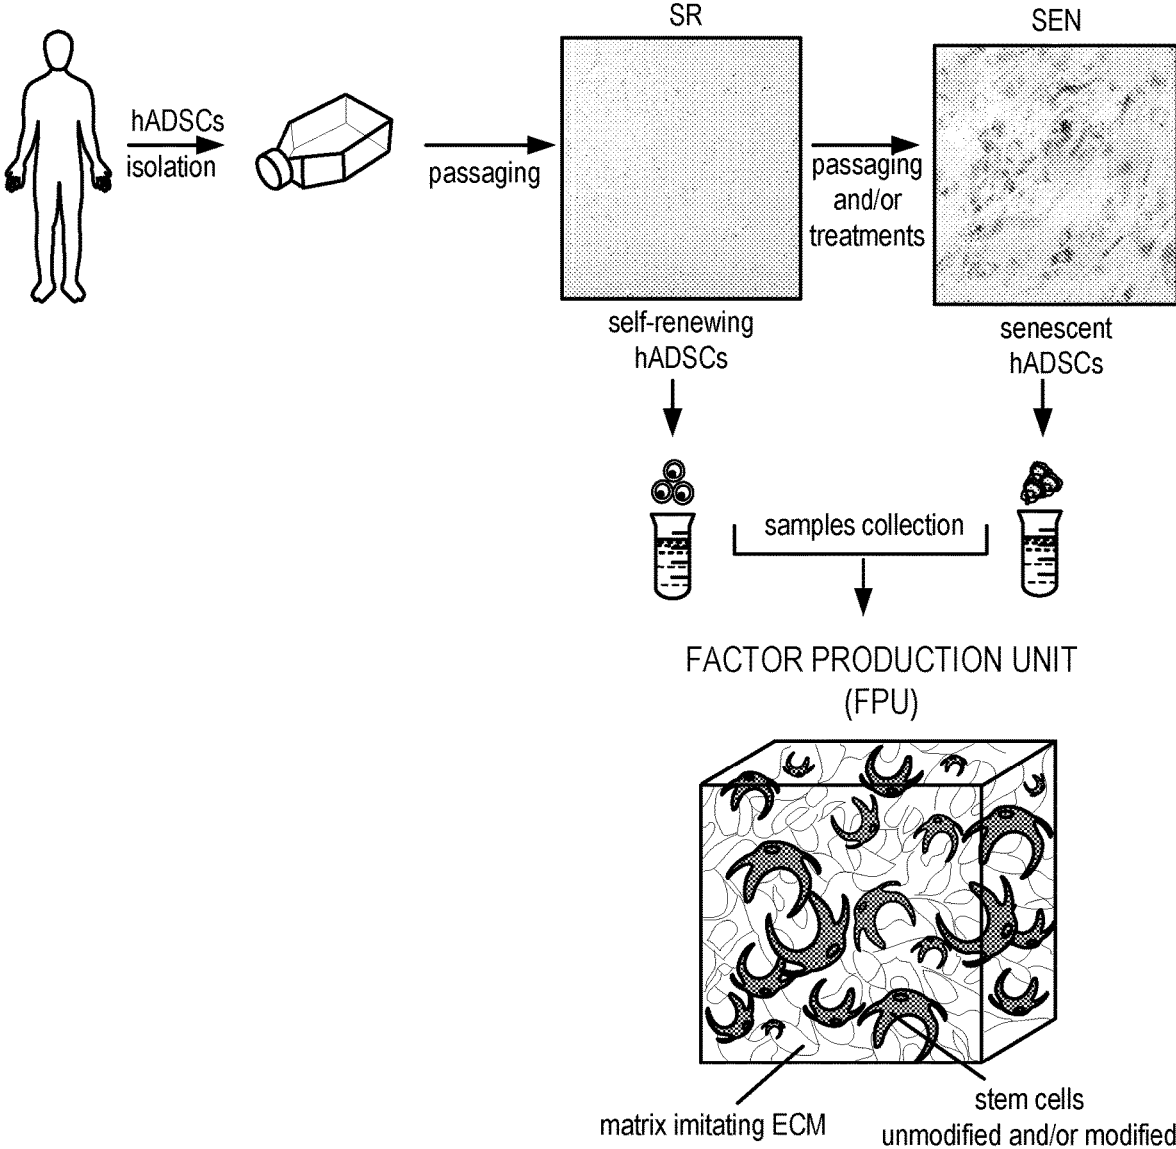 SR
SEN
hADSCs
isolation
passaging
passaging
and/or
treatments
self-renewing
hADSCs
senescent
hADSCs
samples collection
FACTOR PRODUCTION UNIT
(FPU)
matrix imitating ECM
stem cells
unmodified and/or modified